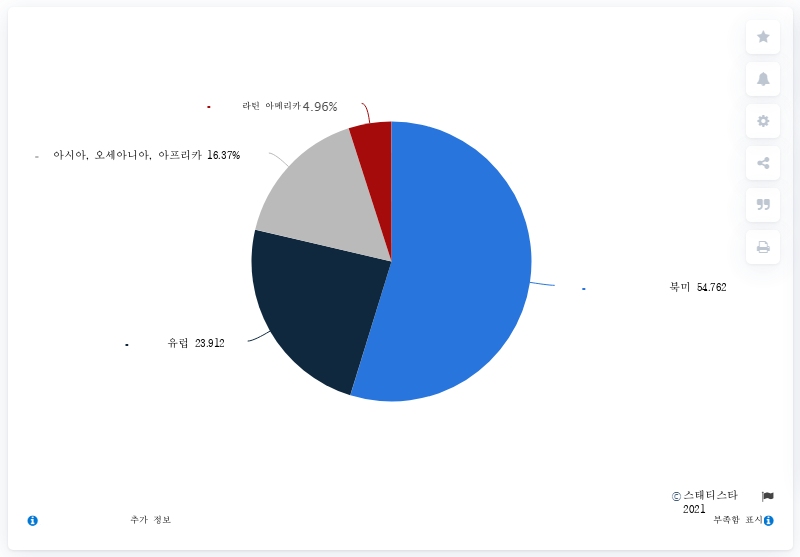 라틴 아메리카 4.96%
아시아, 오세아니아, 아프리카 16.37%
북미 54.762
유럽 23.912
© 스태티스타
2021
추가 정보
부족함 표시